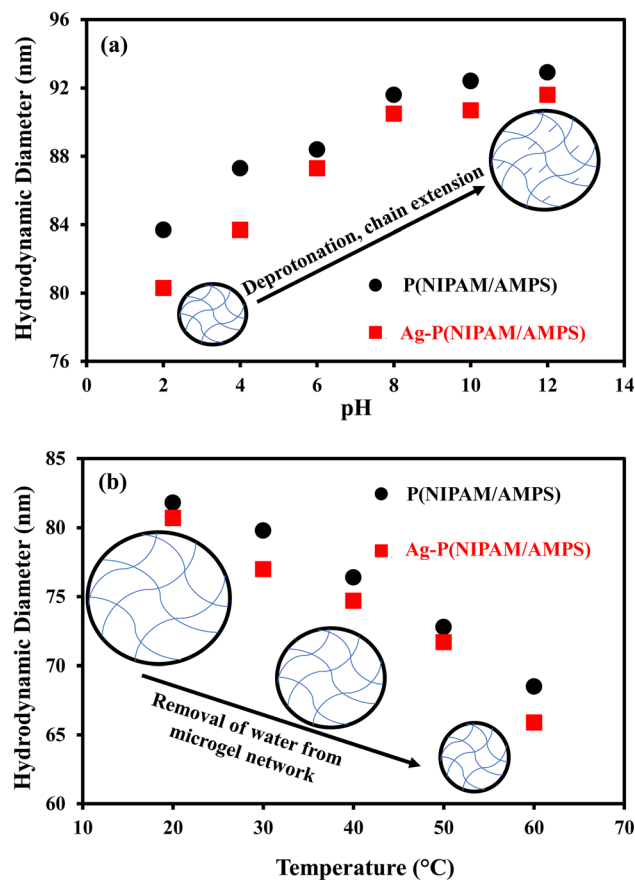 (a)
Hydrodynamic Diameter (nm)
96
92
88
84
80
76
Deprotonation, chain extension
P(NIPAM/AMPS)
Ag-P(NIPAM/AMPS)
0 2 4 6 8 10 12 14
pH
(b)
Hydrodynamic Diameter (nm)
85
80
75
70
65
60
P(NIPAM/AMPS)
Ag-P(NIPAM/AMPS)
Removal of water from
microgel network
10 20 30 40 50 60 70
Temperature (°C)